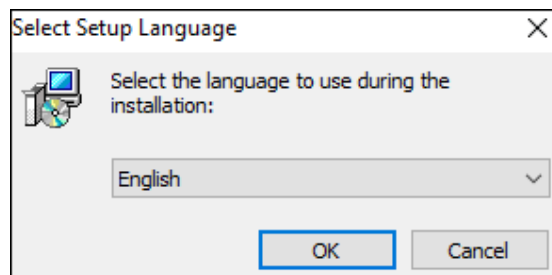 Select Setup Language
Select the language to use during the
installation:
English
OK
Cancel